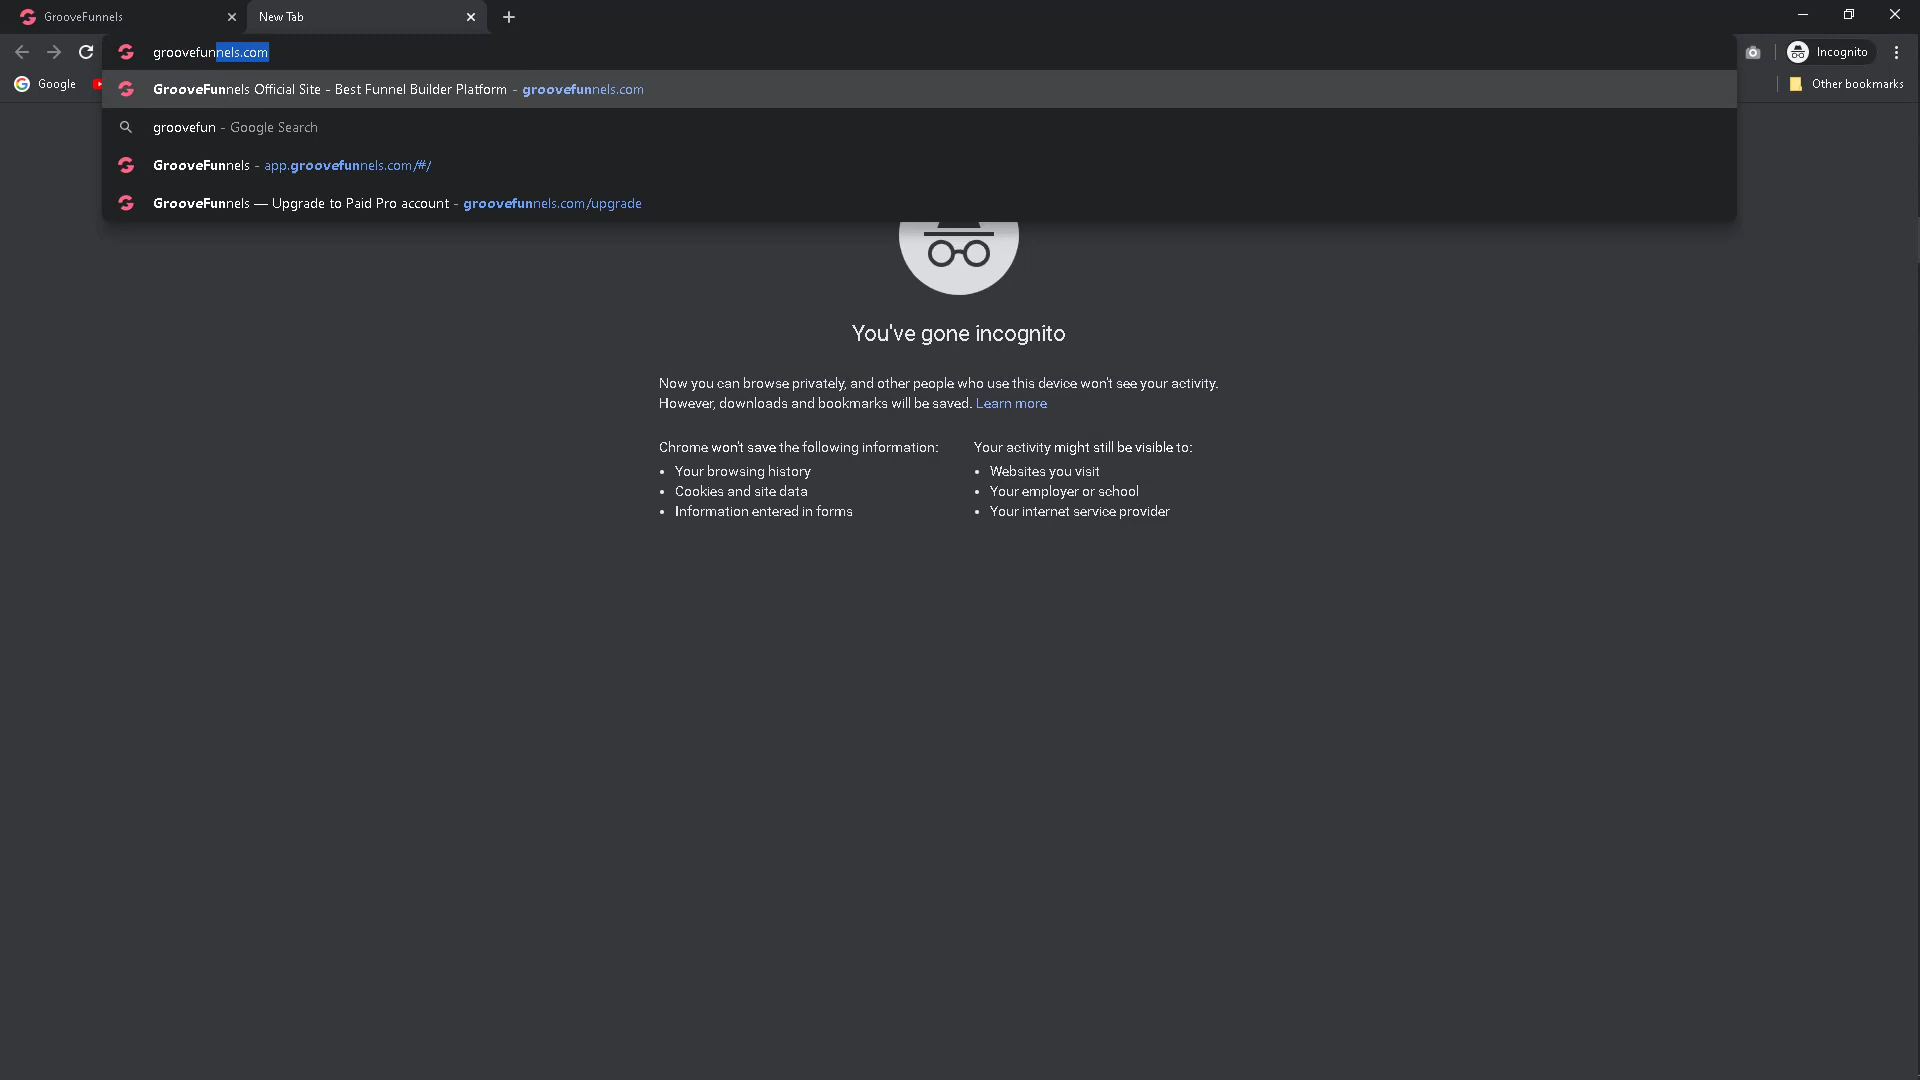 GrooveFunnels
New Tab
groovefunnels.com
Incognito
Google
Other bookmarks
GrooveFunnels Official Site - Best Funnel Builder Platform - groovefunnels.com
groovefun - Google Search
GrooveFunnels - app.groovefunnels.com/#/
GrooveFunnels — Upgrade to Paid Pro account - groovefunnels.com/upgrade
You've gone incognito
Now you can browse privately, and other people who use this device won't see your activity.
However, downloads and bookmarks will be saved. Learn more
Chrome won't save the following information:
• Your browsing history
• Cookies and site data
• Information entered in forms
Your activity might still be visible to:
• Websites you visit
• Your employer or school
• Your internet service provider